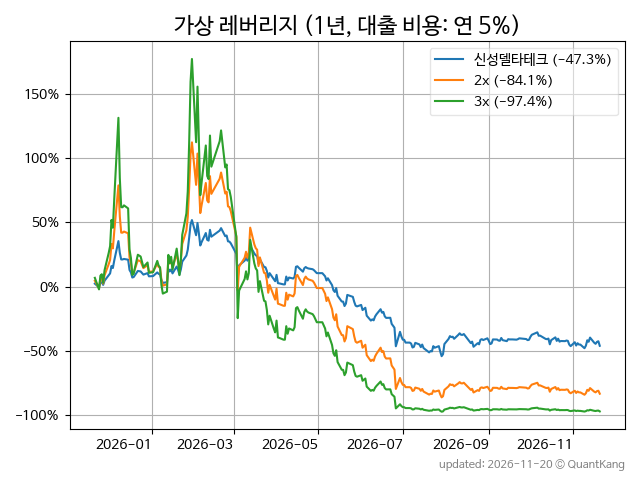 가상 레버리지 (1년, 대출 비용: 연 5%)
신성델타테크 (-47.3%)
2x (-84.1%)
3x (-97.4%)
150%
100%
50%
0%
-50%
-100%
2026-01 2026-03 2026-05 2026-07 2026-09 2026-11
updated: 2026-11-20 © QuantKang